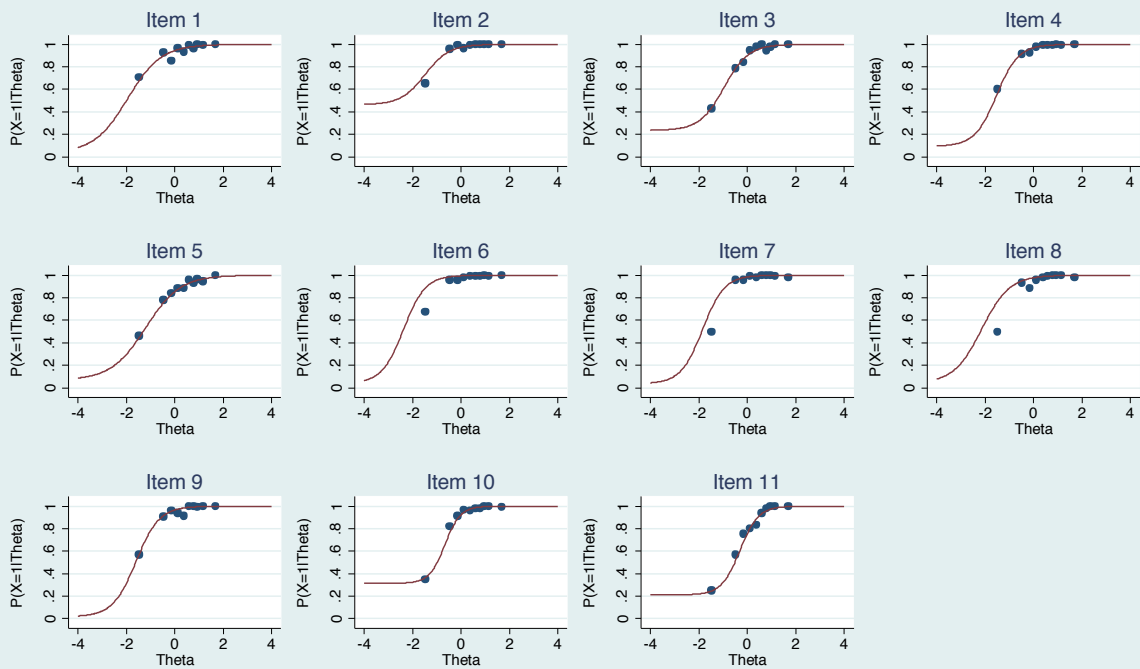 Item 1
P(X=1|Theta)
0 .2 .4 .6 .8 1
-4 -2 0 2 4
Theta
Item 2
P(X=1|Theta)
0 .2 .4 .6 .8 1
-4 -2 0 2 4
Theta
Item 3
P(X=1|Theta)
0 .2 .4 .6 .8 1
-4 -2 0 2 4
Theta
Item 4
P(X=1|Theta)
0 .2 .4 .6 .8 1
-4 -2 0 2 4
Theta
Item 5
P(X=1|Theta)
0 .2 .4 .6 .8 1
-4 -2 0 2 4
Theta
Item 6
P(X=1|Theta)
0 .2 .4 .6 .8 1
-4 -2 0 2 4
Theta
Item 7
P(X=1|Theta)
0 .2 .4 .6 .8 1
-4 -2 0 2 4
Theta
Item 8
P(X=1|Theta)
0 .2 .4 .6 .8 1
-4 -2 0 2 4
Theta
Item 9
P(X=1|Theta)
0 .2 .4 .6 .8 1
-4 -2 0 2 4
Theta
Item 10
P(X=1|Theta)
0 .2 .4 .6 .8 1
-4 -2 0 2 4
Theta
Item 11
P(X=1|Theta)
0 .2 .4 .6 .8 1
-4 -2 0 2 4
Theta